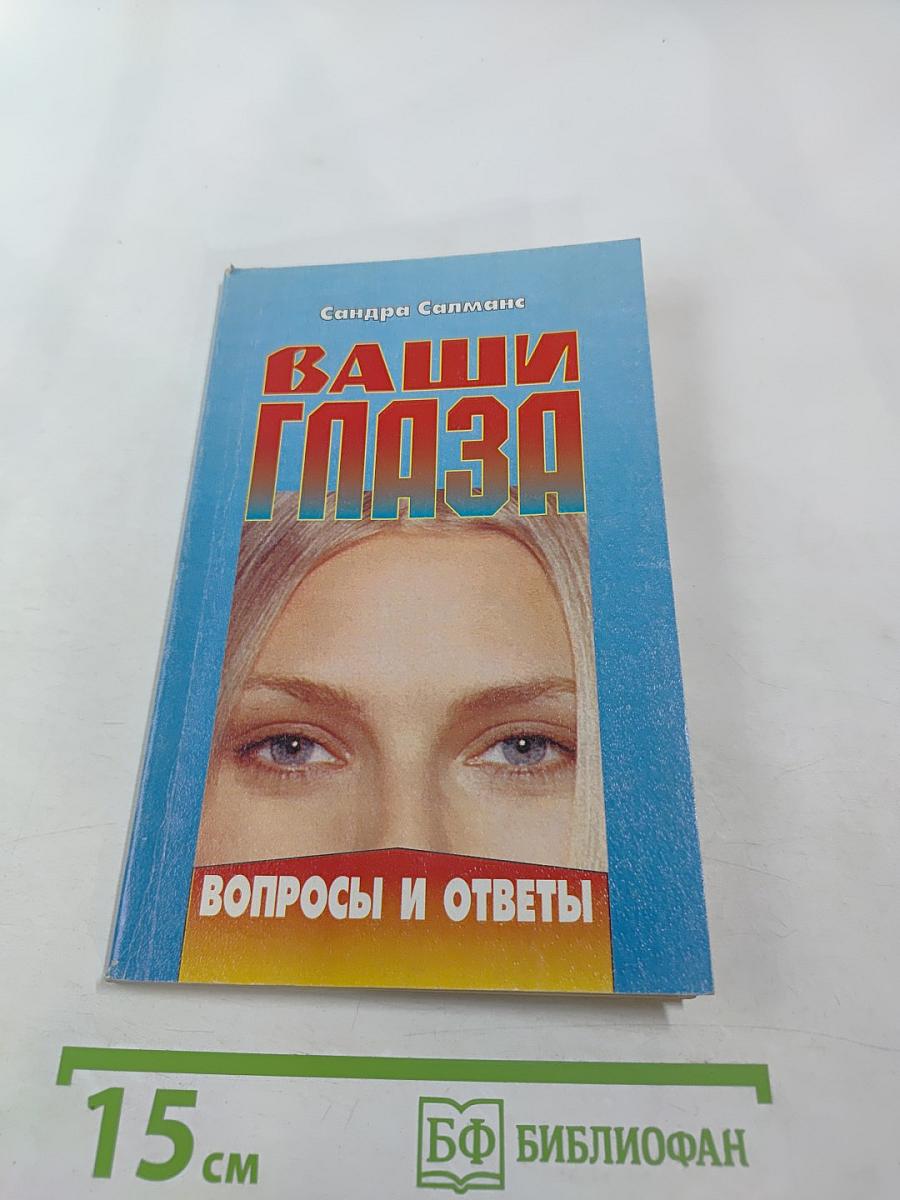 Сандра Салманс
ВАШИ
ГЛАЗА
ВОПРОСЫ И ОТВЕТЫ
15 см
БФ БИБЛИОФАН